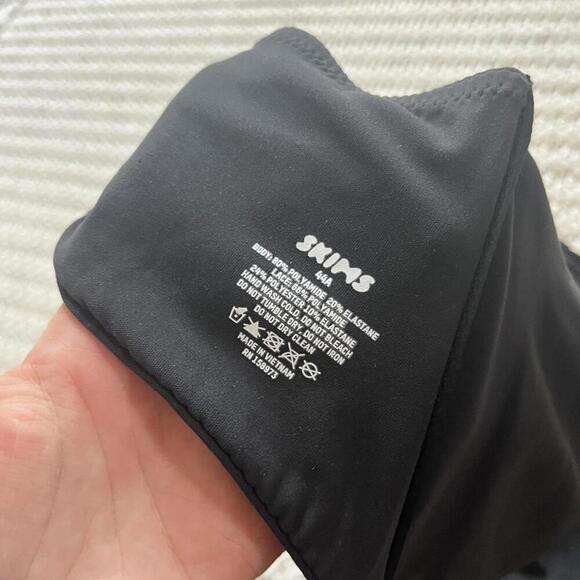 SKIMS
44A
BODY: 80% POLYAMIDE 20% ELASTANE
LACE: 66% POLYAMIDE
24% POLYESTER 10% ELASTANE
HAND WASH COLD, DO NOT BLEACH
DO NOT TUMBLE DRY, DO NOT IRON
DO NOT DRY CLEAN
MADE IN VIETNAM
RN 158973